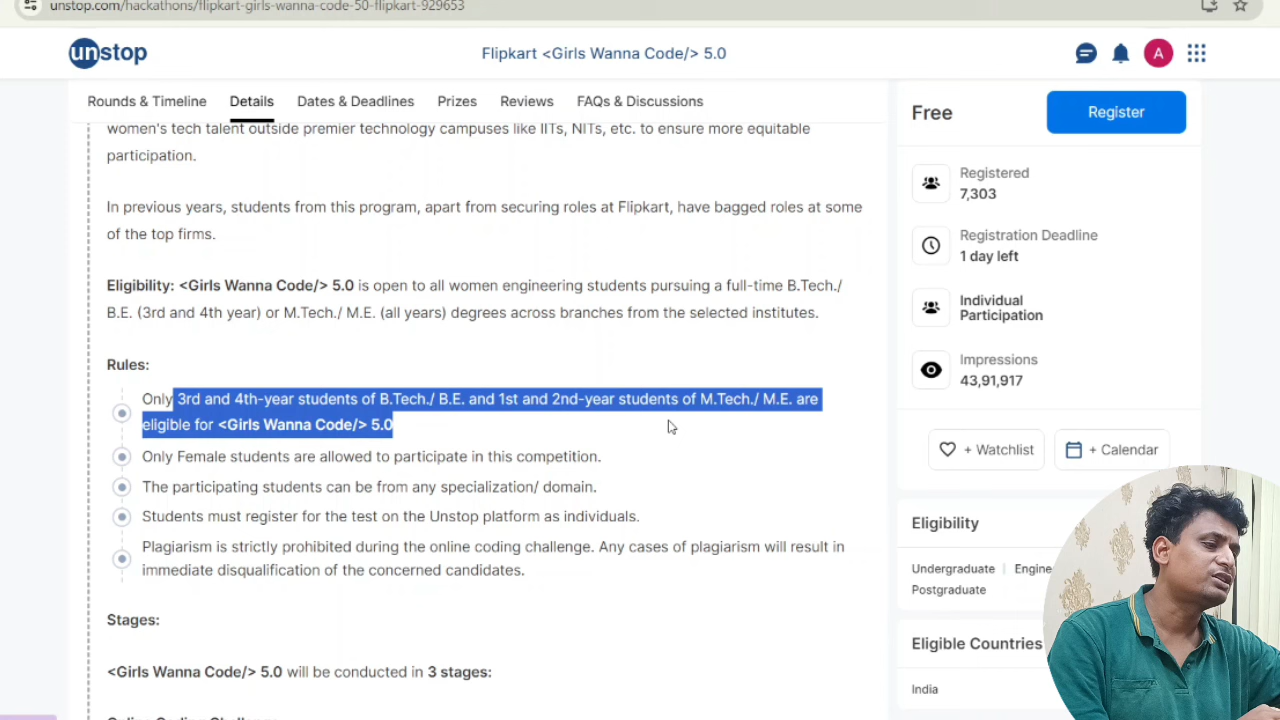 unstop.com/hackathons/flipkart-girls-wanna-code-50-flipkart-929653
unstop
Flipkart <Girls Wanna Code/> 5.0
A
Rounds & Timeline
Details
Dates & Deadlines
Prizes
Reviews
FAQs & Discussions
women's tech talent outside premier technology campuses like IITs, NITs, etc. to ensure more equitable
participation.
In previous years, students from this program, apart from securing roles at Flipkart, have bagged roles at some
of the top firms.
Eligibility: <Girls Wanna Code/> 5.0 is open to all women engineering students pursuing a full-time B.Tech./
B.E. (3rd and 4th year) or M.Tech./ M.E. (all years) degrees across branches from the selected institutes.
Rules:
Only 3rd and 4th-year students of B.Tech./ B.E. and 1st and 2nd-year students of M.Tech./ M.E. are
eligible for <Girls Wanna Code/> 5.0
Only Female students are allowed to participate in this competition.
The participating students can be from any specialization/ domain.
Students must register for the test on the Unstop platform as individuals.
Plagiarism is strictly prohibited during the online coding challenge. Any cases of plagiarism will result in
immediate disqualification of the concerned candidates.
Stages:
<Girls Wanna Code/> 5.0 will be conducted in 3 stages:
Online Coding Challenge
Free
Register
Registered
7,303
Registration Deadline
1 day left
Individual
Participation
Impressions
43,91,917
+ Watchlist
+ Calendar
Eligibility
Undergraduate
Engine
Postgraduate
Eligible Countries
India